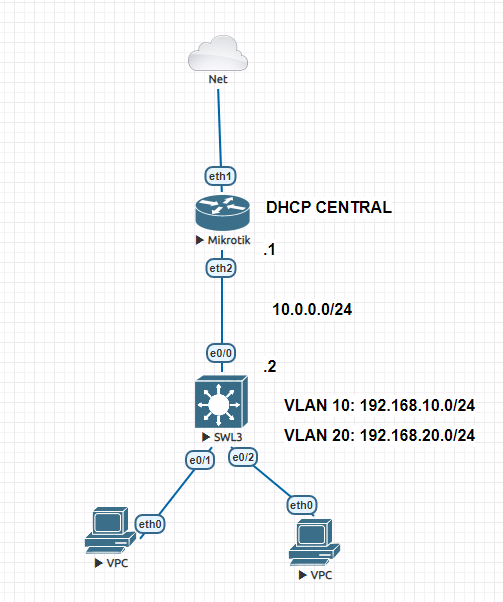 Net
eth1
DHCP CENTRAL
Mikrotik
.1
eth2
10.0.0.0/24
e0/0
.2
VLAN 10: 192.168.10.0/24
SWL3
VLAN 20: 192.168.20.0/24
e0/1
e0/2
eth0
eth0
VPC
VPC